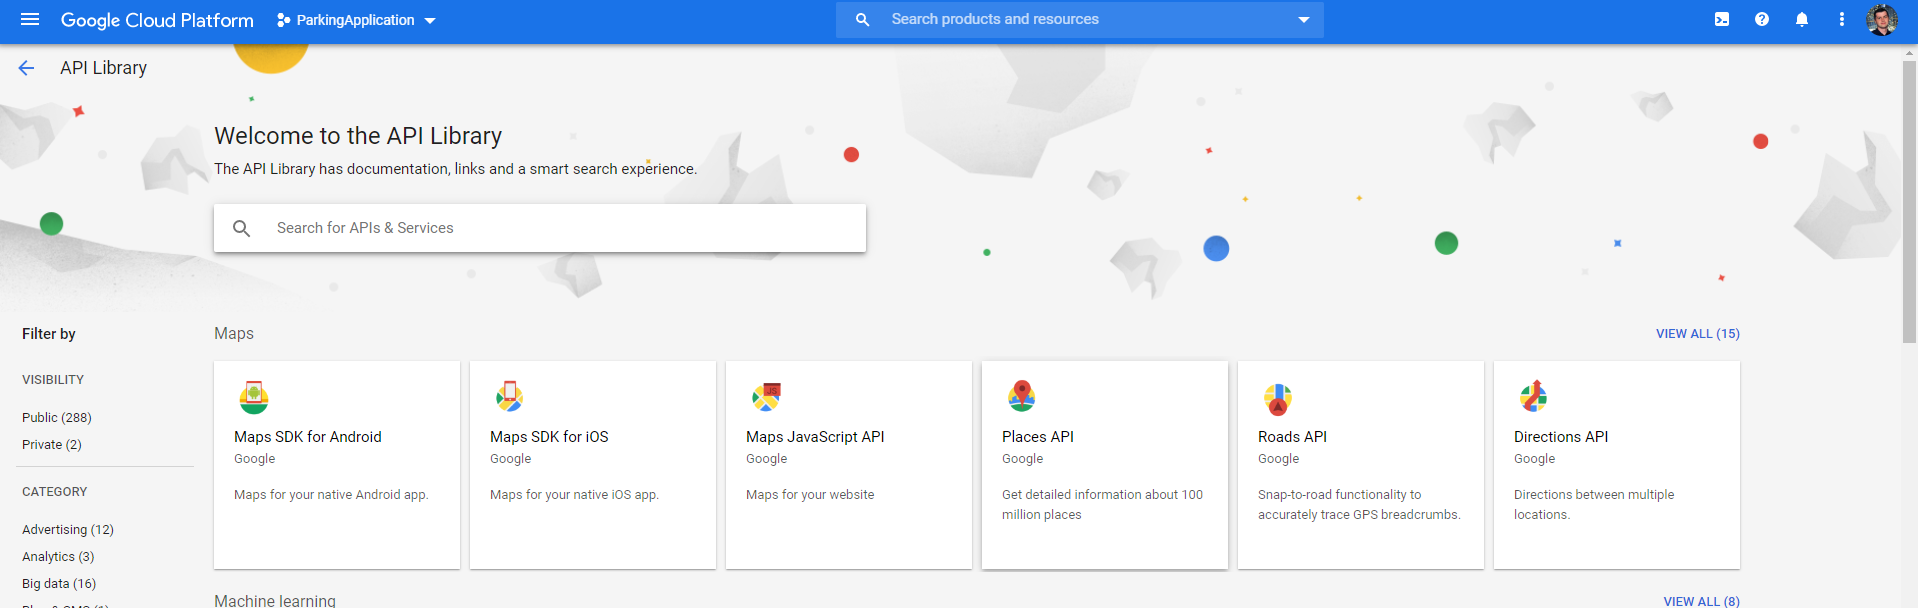 Google Cloud Platform
ParkingApplication
Search products and resources
API Library
Welcome to the API Library
The API Library has documentation, links and a smart search experience.
Search for APIs & Services
Filter by
VISIBILITY
Public (288)
Private (2)
CATEGORY
Advertising (12)
Analytics (3)
Big data (16)
Maps
VIEW ALL (15)
Maps SDK for Android
Google
Maps for your native Android app.
Maps SDK for iOS
Google
Maps for your native iOS app.
JS
Maps JavaScript API
Google
Maps for your website
Places API
Google
Get detailed information about 100
million places
Roads API
Google
Snap-to-road functionality to
accurately trace GPS breadcrumbs.
Directions API
Google
Directions between multiple
locations.
Machine learning
VIEW ALL (8)